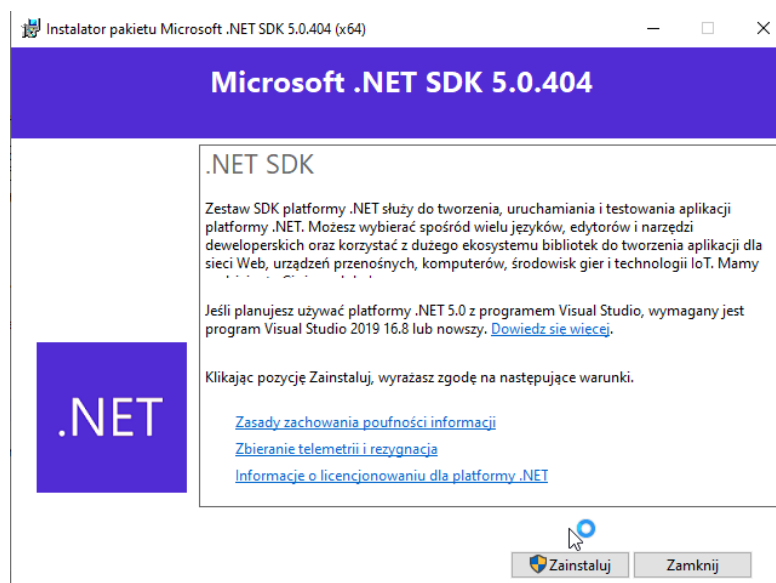 Instalator pakietu Microsoft .NET SDK 5.0.404 (x64)
Microsoft .NET SDK 5.0.404
.NET SDK
Zestaw SDK platformy .NET służy do tworzenia, uruchamiania i testowania aplikacji
platformy .NET. Możesz wybierać spośród wielu języków, edytorów i narzędzi
deweloperskich oraz korzystać z dużego ekosystemu bibliotek do tworzenia aplikacji dla
sieci Web, urządzeń przenośnych, komputerów, środowisk gier i technologii IoT. Mamy
Jeśli planujesz używać platformy .NET 5.0 z programem Visual Studio, wymagany jest
program Visual Studio 2019 16.8 lub nowszy. Dowiedz się więcej.
.NET
Klikając pozycję Zainstaluj, wyrażasz zgodę na następujące warunki.
Zasady zachowania poufności informacji
Zbieranie telemetrii i rezygnacja
Informacje o licencjonowaniu dla platformy .NET
Zainstaluj
Zamknij